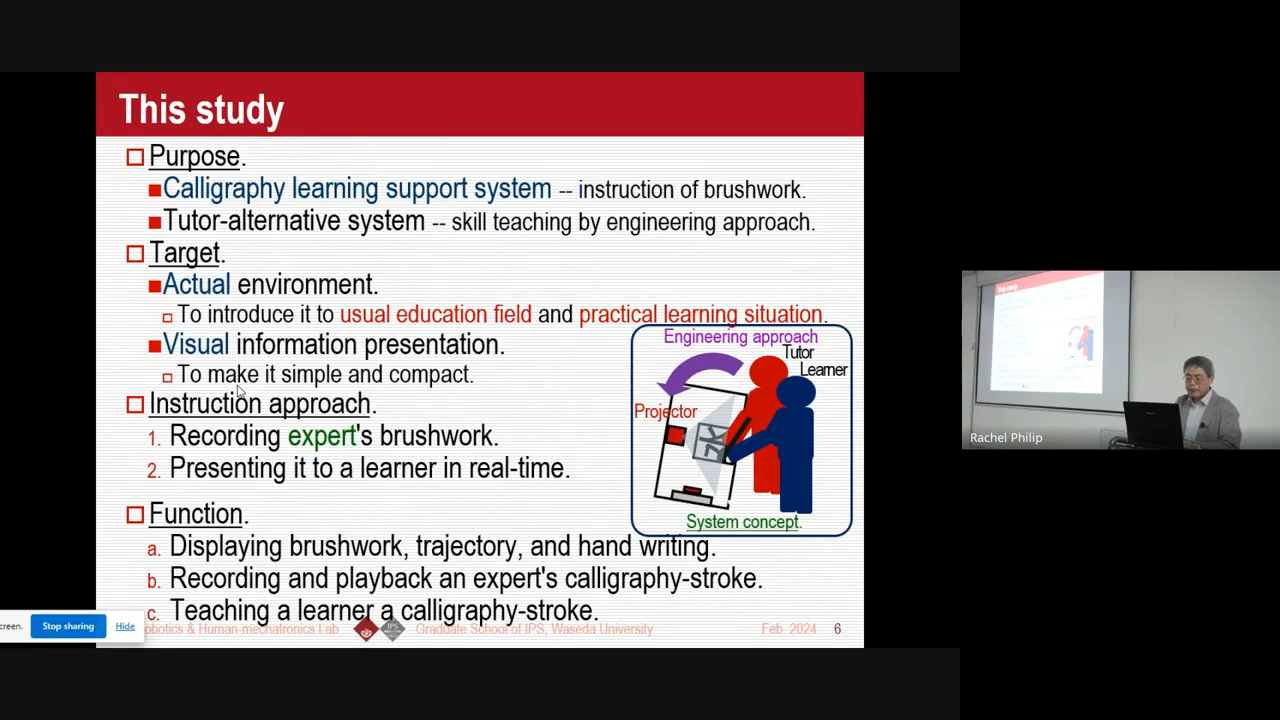 This study
Purpose.
Calligraphy learning support system -- instruction of brushwork.
Tutor-alternative system -- skill teaching by engineering approach.
Target.
Actual environment.
To introduce it to usual education field and practical learning situation.
Visual information presentation.
To make it simple and compact.
Instruction approach.
1. Recording expert's brushwork.
2. Presenting it to a learner in real-time.
Engineering approach
Tutor
Learner
Projector
System concept.
Function.
a. Displaying brushwork, trajectory, and hand writing.
b. Recording and playback an expert's calligraphy-stroke.
c. Teaching a learner a calligraphy-stroke.
creen. Stop sharing Hide
obotics & Human-mechatronics Lab IPS Graduate School of IPS, Waseda University Feb. 2024 6
This study
Rachel Philip